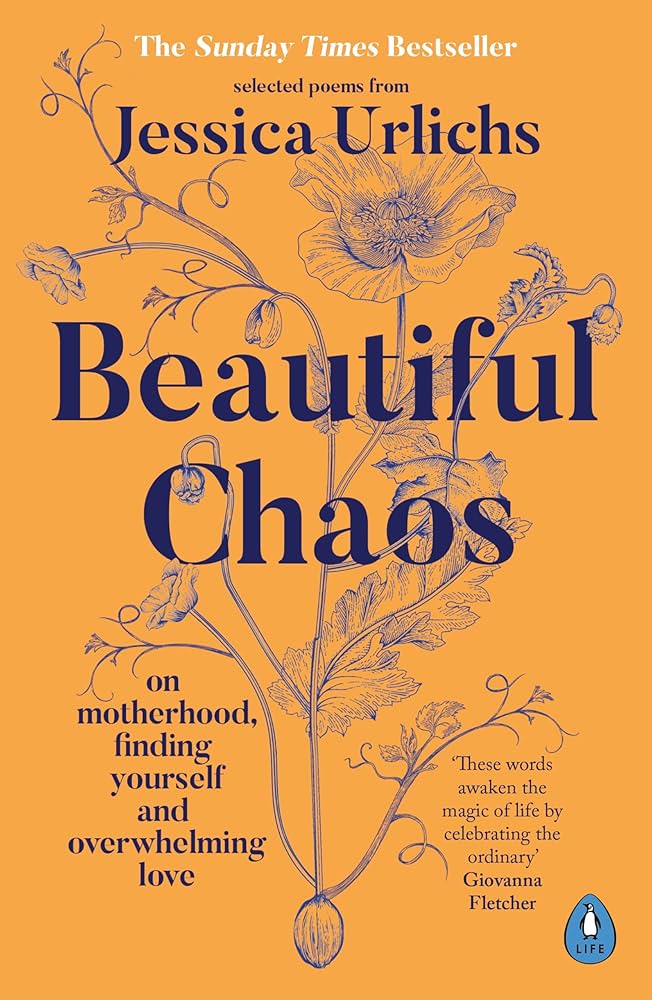 The Sunday Times Bestseller
selected poems from
Jessica Urlichs
Beautiful
Chaos
on
motherhood,
finding
yourself
and
overwhelming
love
‘These words
awaken the
magic of life by
celebrating the
ordinary’
Giovanna
Fletcher
LIFE